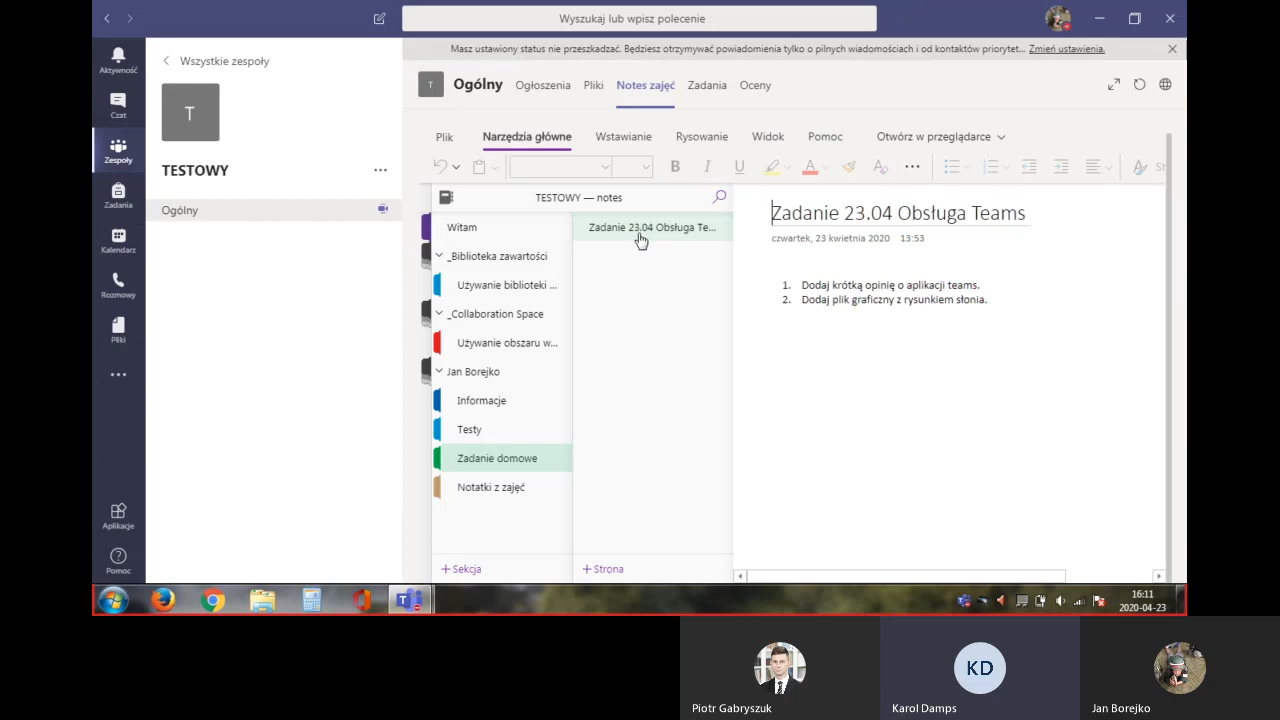 Wyszukaj lub wpisz polecenie
Masz ustawiony status nie przeszkadzać. Będziesz otrzymywać powiadomienia tylko o pilnych wiadomościach i od kontaktów priorytet... Zmień ustawienia.
Aktywność
Czat
Zespoły
Zadania
Kalendarz
Rozmowy
Pliki
Aplikacje
Pomoc
Wszystkie zespoły
T
TESTOWY
Ogólny
T
Ogólny Ogłoszenia Pliki Notes zajęć Zadania Oceny
Plik Narzędzia główne Wstawianie Rysowanie Widok Pomoc Otwórz w przeglądarce
B I U A A
TESTOWY — notes
Witam
_Biblioteka zawartości
Używanie biblioteki ...
_Collaboration Space
Używanie obszaru w...
Jan Borejko
Informacje
Testy
Zadanie domowe
Notatki z zajęć
+ Sekcja
Zadanie 23.04 Obsługa Te...
+ Strona
Zadanie 23.04 Obsługa Teams
czwartek, 23 kwietnia 2020 13:53
1. Dodaj krótką opinię o aplikacji teams.
2. Dodaj plik graficzny z rysunkiem słonia.
16:11
2020-04-23
KD
Piotr Gabryszuk
Karol Damps
Jan Borejko